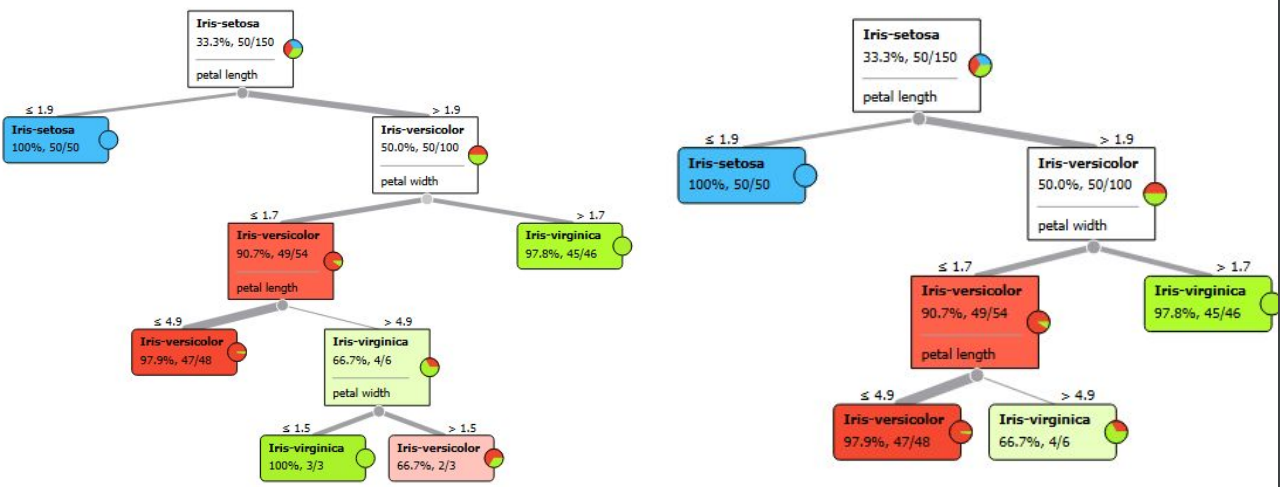 Iris-setosa
33.3%, 50/150
petal length
≤ 1.9
> 1.9
Iris-setosa
100%, 50/50
Iris-versicolor
50.0%, 50/100
petal width
≤ 1.7
> 1.7
Iris-versicolor
90.7%, 49/54
petal length
Iris-virginica
97.8%, 45/46
≤ 4.9
> 4.9
Iris-versicolor
97.9%, 47/48
Iris-virginica
66.7%, 4/6
petal width
≤ 1.5
> 1.5
Iris-virginica
100%, 3/3
Iris-versicolor
66.7%, 2/3
Iris-setosa
33.3%, 50/150
petal length
≤ 1.9
> 1.9
Iris-setosa
100%, 50/50
Iris-versicolor
50.0%, 50/100
petal width
≤ 1.7
> 1.7
Iris-versicolor
90.7%, 49/54
petal length
Iris-virginica
97.8%, 45/46
≤ 4.9
> 4.9
Iris-versicolor
97.9%, 47/48
Iris-virginica
66.7%, 4/6